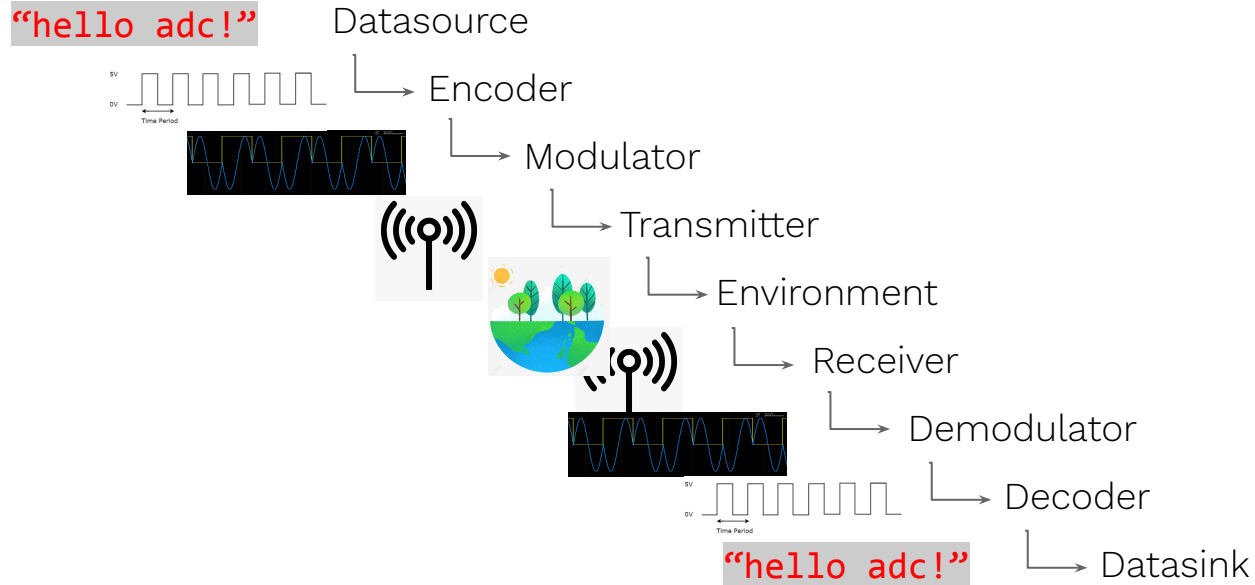 “hello adc!”
Datasource
5V
0V
Time Period
Encoder
Modulator
Transmitter
Environment
Receiver
Demodulator
5V
0V
Time Period
Decoder
“hello adc!”
Datasink